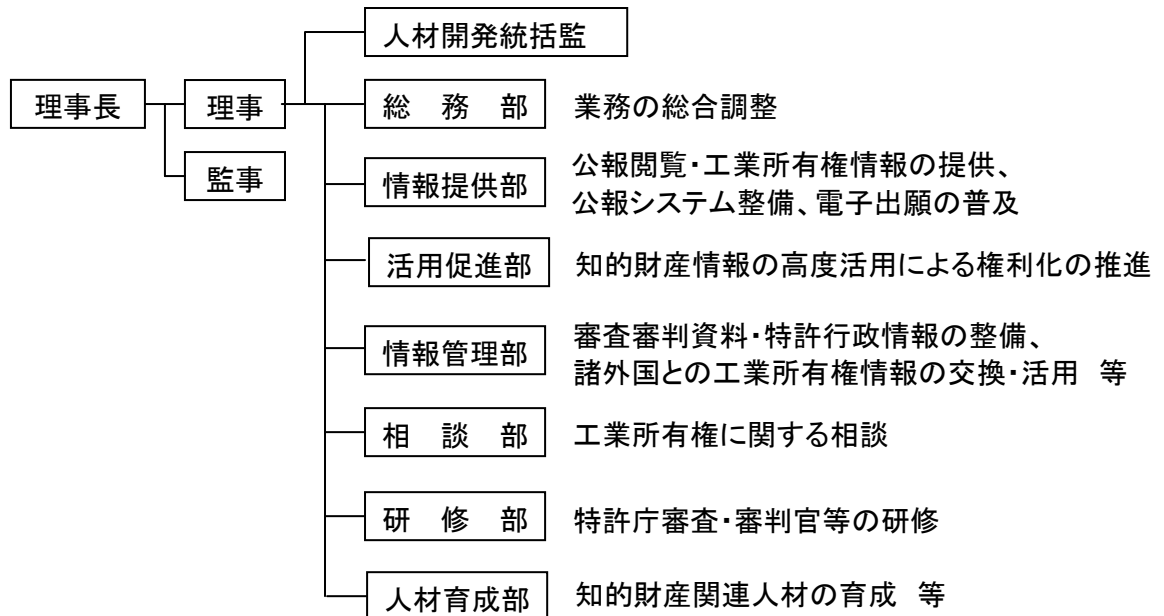 人材開発統括監
理事長
理事
総　務　部
業務の総合調整
監事
情報提供部
公報閲覧・工業所有権情報の提供、
公報システム整備、電子出願の普及
活用促進部
知的財産情報の高度活用による権利化の推進
情報管理部
審査審判資料・特許行政情報の整備、
諸外国との工業所有権情報の交換・活用　等
相　談　部
工業所有権に関する相談
研　修　部
特許庁審査・審判官等の研修
人材育成部
知的財産関連人材の育成　等